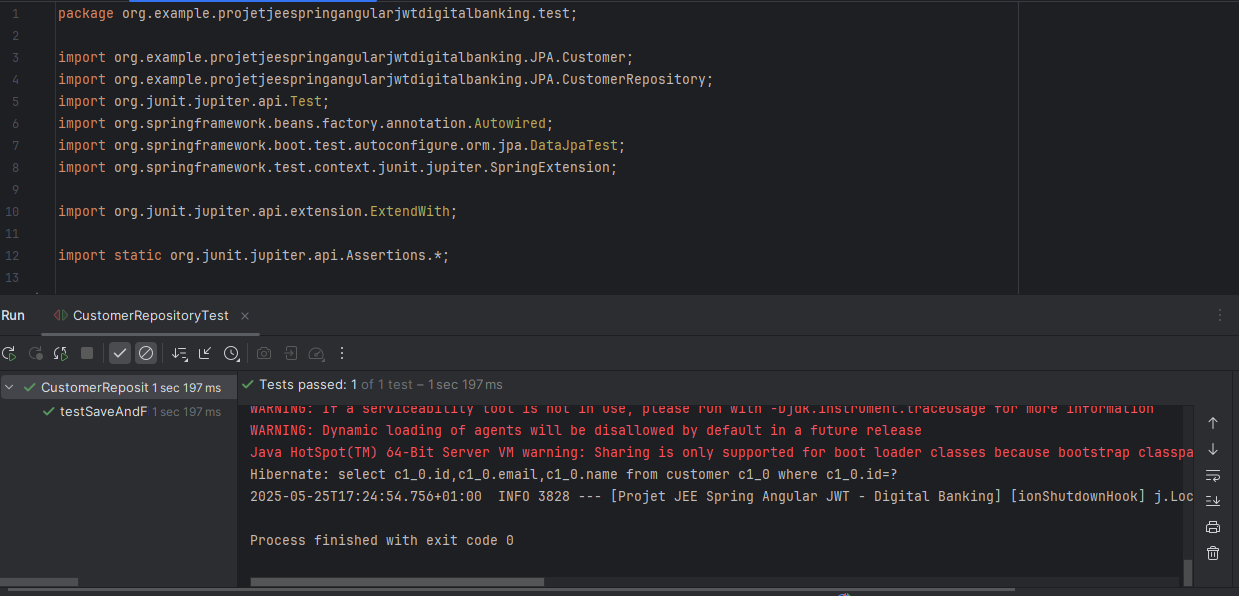 1 package org.example.projetjeespringangularjwtdigitalbanking.test;
2
3 import org.example.projetjeespringangularjwtdigitalbanking.JPA.Customer;
4 import org.example.projetjeespringangularjwtdigitalbanking.JPA.CustomerRepository;
5 import org.junit.jupiter.api.Test;
6 import org.springframework.beans.factory.annotation.Autowired;
7 import org.springframework.boot.test.autoconfigure.orm.jpa.DataJpaTest;
8 import org.springframework.test.context.junit.jupiter.SpringExtension;
9
10 import org.junit.jupiter.api.extension.ExtendWith;
11
12 import static org.junit.jupiter.api.Assertions.*;
13
Run CustomerRepositoryTest
CustomerReposit 1 sec 197 ms
testSaveAndF 1 sec 197 ms
Tests passed: 1 of 1 test – 1 sec 197 ms
WARNING: If a serviceability tool is not in use, please run with -Djdk.instrument.traceUsage for more information
WARNING: Dynamic loading of agents will be disallowed by default in a future release
Java HotSpot(TM) 64-Bit Server VM warning: Sharing is only supported for boot loader classes because bootstrap classpa
Hibernate: select c1_0.id,c1_0.email,c1_0.name from customer c1_0 where c1_0.id=?
2025-05-25T17:24:54.756+01:00  INFO 3828 --- [Projet JEE Spring Angular JWT - Digital Banking] [ionShutdownHook] j.Loc
Process finished with exit code 0